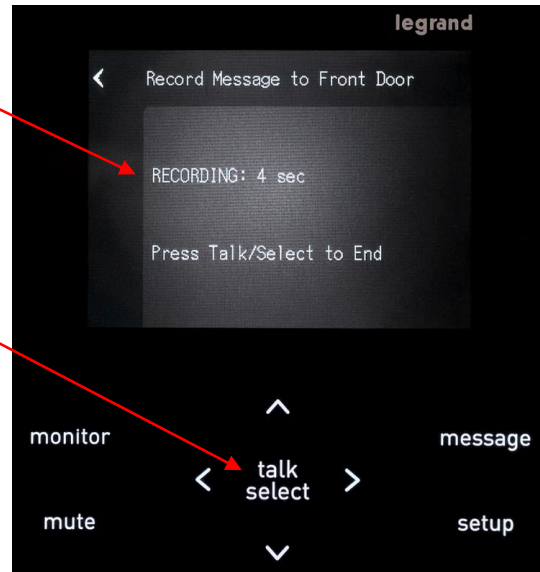 legrand
< Record Message to Front Door
RECORDING: 4 sec
Press Talk/Select to End
monitor
message
talk
select
mute
setup